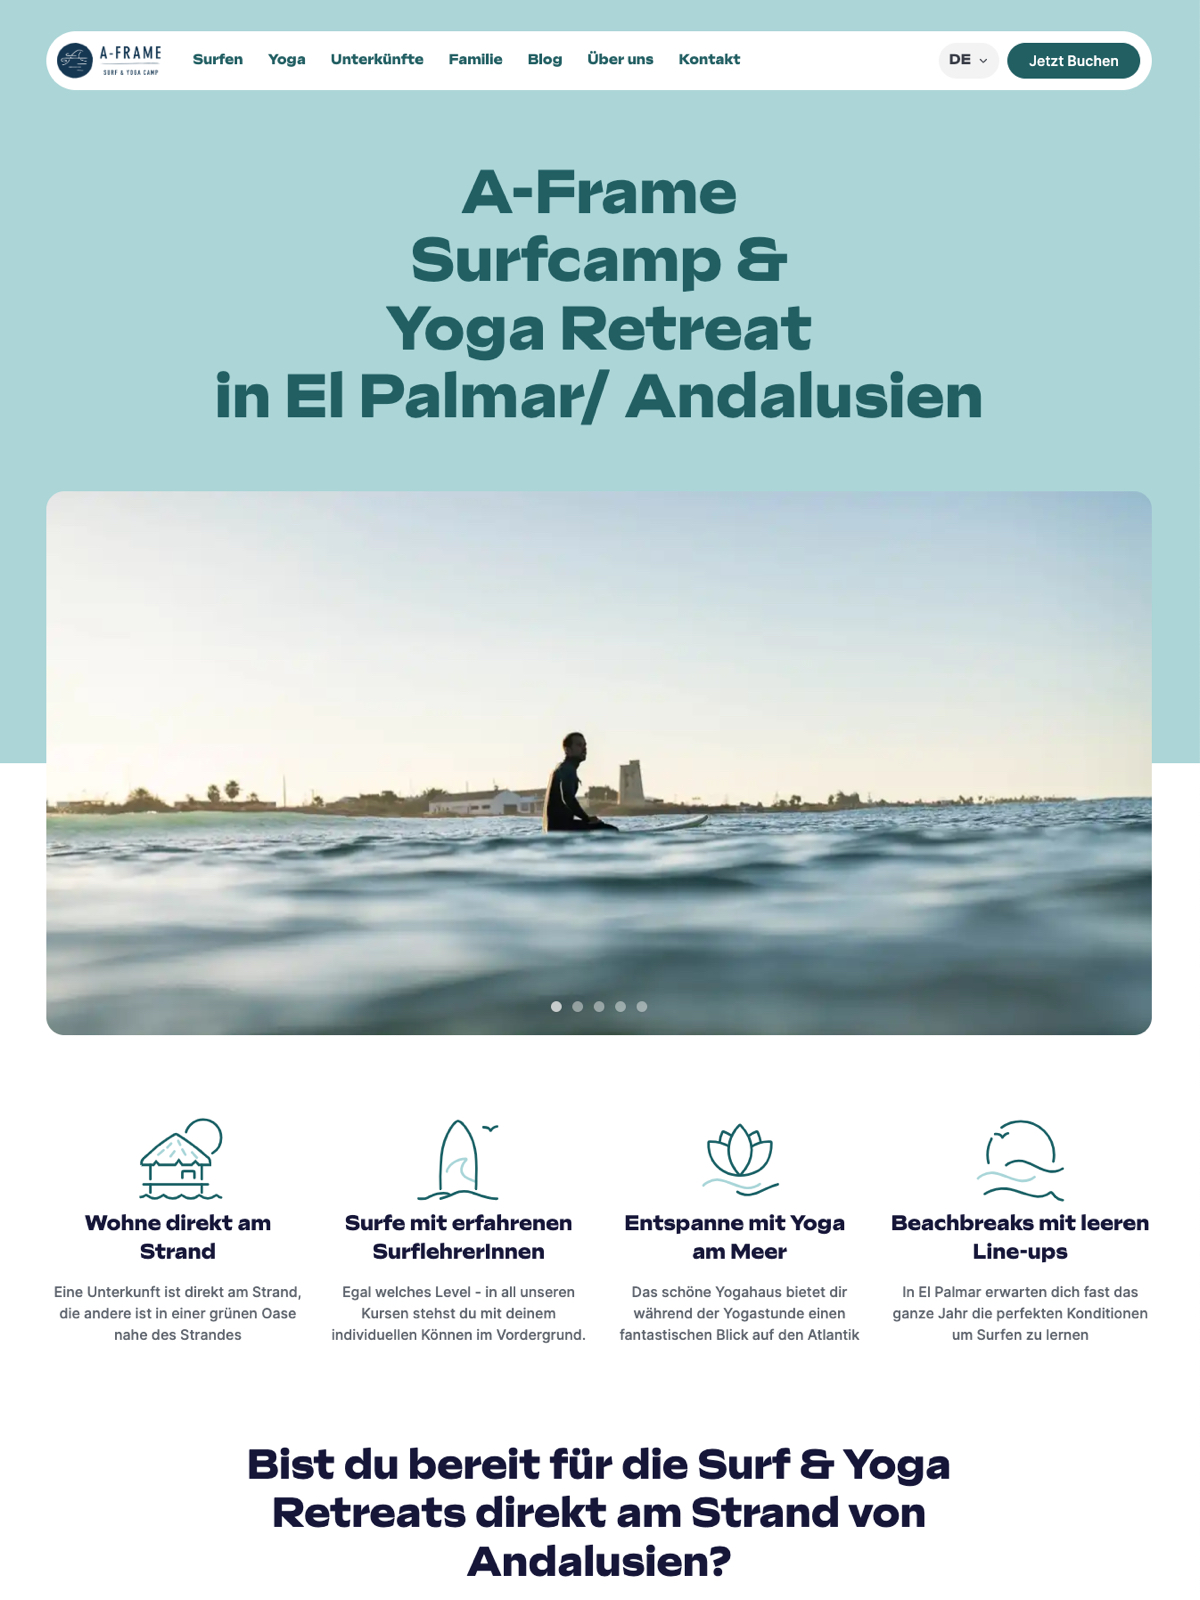 A-FRAME
SURF & YOGA CAMP
Surfen Yoga Unterkünfte Familie Blog Über uns Kontakt
DE
Jetzt Buchen
A-Frame
Surfcamp &
Yoga Retreat
in El Palmar/ Andalusien
Wohne direkt am
Strand
Eine Unterkunft ist direkt am Strand,
die andere ist in einer grünen Oase
nahe des Strandes
Surfe mit erfahrenen
SurflehrerInnen
Egal welches Level - in all unseren
Kursen stehst du mit deinem
individuellen Können im Vordergrund.
Entspanne mit Yoga
am Meer
Das schöne Yogahaus bietet dir
während der Yogastunde einen
fantastischen Blick auf den Atlantik
Beachbreaks mit leeren
Line-ups
In El Palmar erwarten dich fast das
ganze Jahr die perfekten Konditionen
um Surfen zu lernen
Bist du bereit für die Surf & Yoga
Retreats direkt am Strand von
Andalusien?